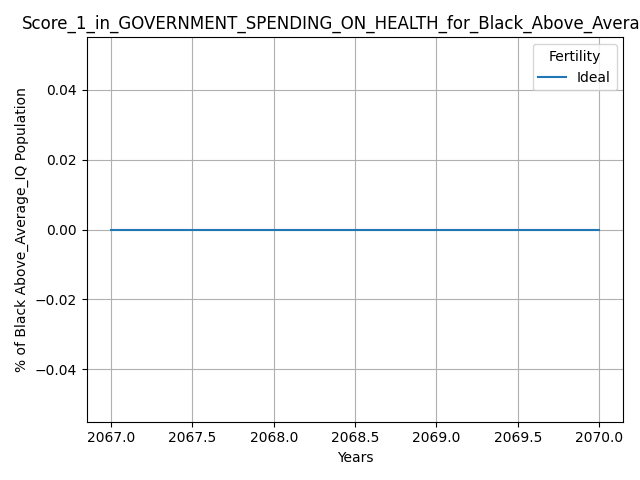 Score_1_in_GOVERNMENT_SPENDING_ON_HEALTH_for_Black_Above_Avera
Fertility
Ideal
% of Black Above_Average_IQ Population
0.04
0.02
0.00
−0.02
−0.04
2067.0 2067.5 2068.0 2068.5 2069.0 2069.5 2070.0
Years